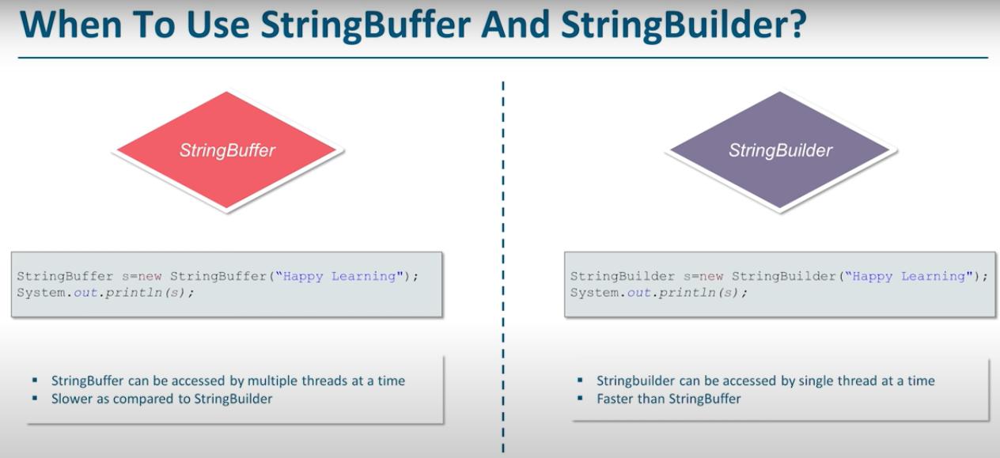 When To Use StringBuffer And StringBuilder?
StringBuffer
StringBuffer s=new StringBuffer(“Happy Learning");
System.out.println(s);
▪ StringBuffer can be accessed by multiple threads at a time
▪ Slower as compared to StringBuilder
StringBuilder
StringBuilder s=new StringBuilder(“Happy Learning");
System.out.println(s);
▪ Stringbuilder can be accessed by single thread at a time
▪ Faster than StringBuffer